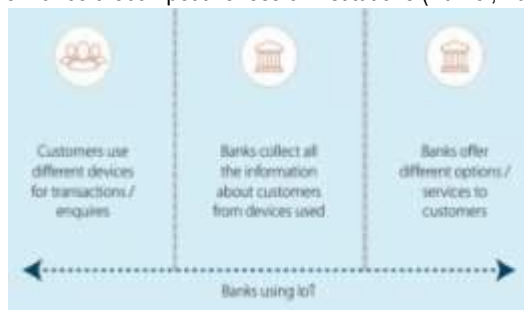 Customers use
different devices
for transactions /
enquires
Banks collect all
the information
about customers
from devices used
Banks offer
different options /
services to
customers
Banks using IoT